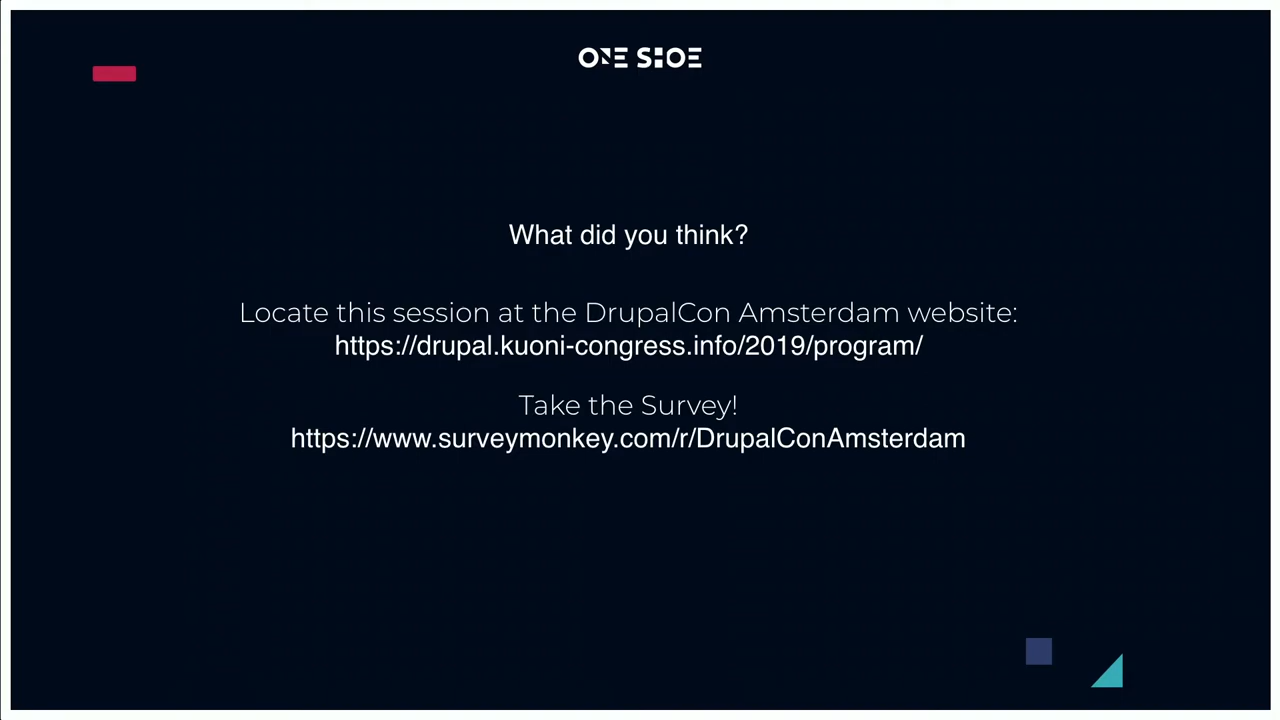 ONE SHOE
What did you think?
Locate this session at the DrupalCon Amsterdam website:
https://drupal.kuoni-congress.info/2019/program/
Take the Survey!
https://www.surveymonkey.com/r/DrupalConAmsterdam